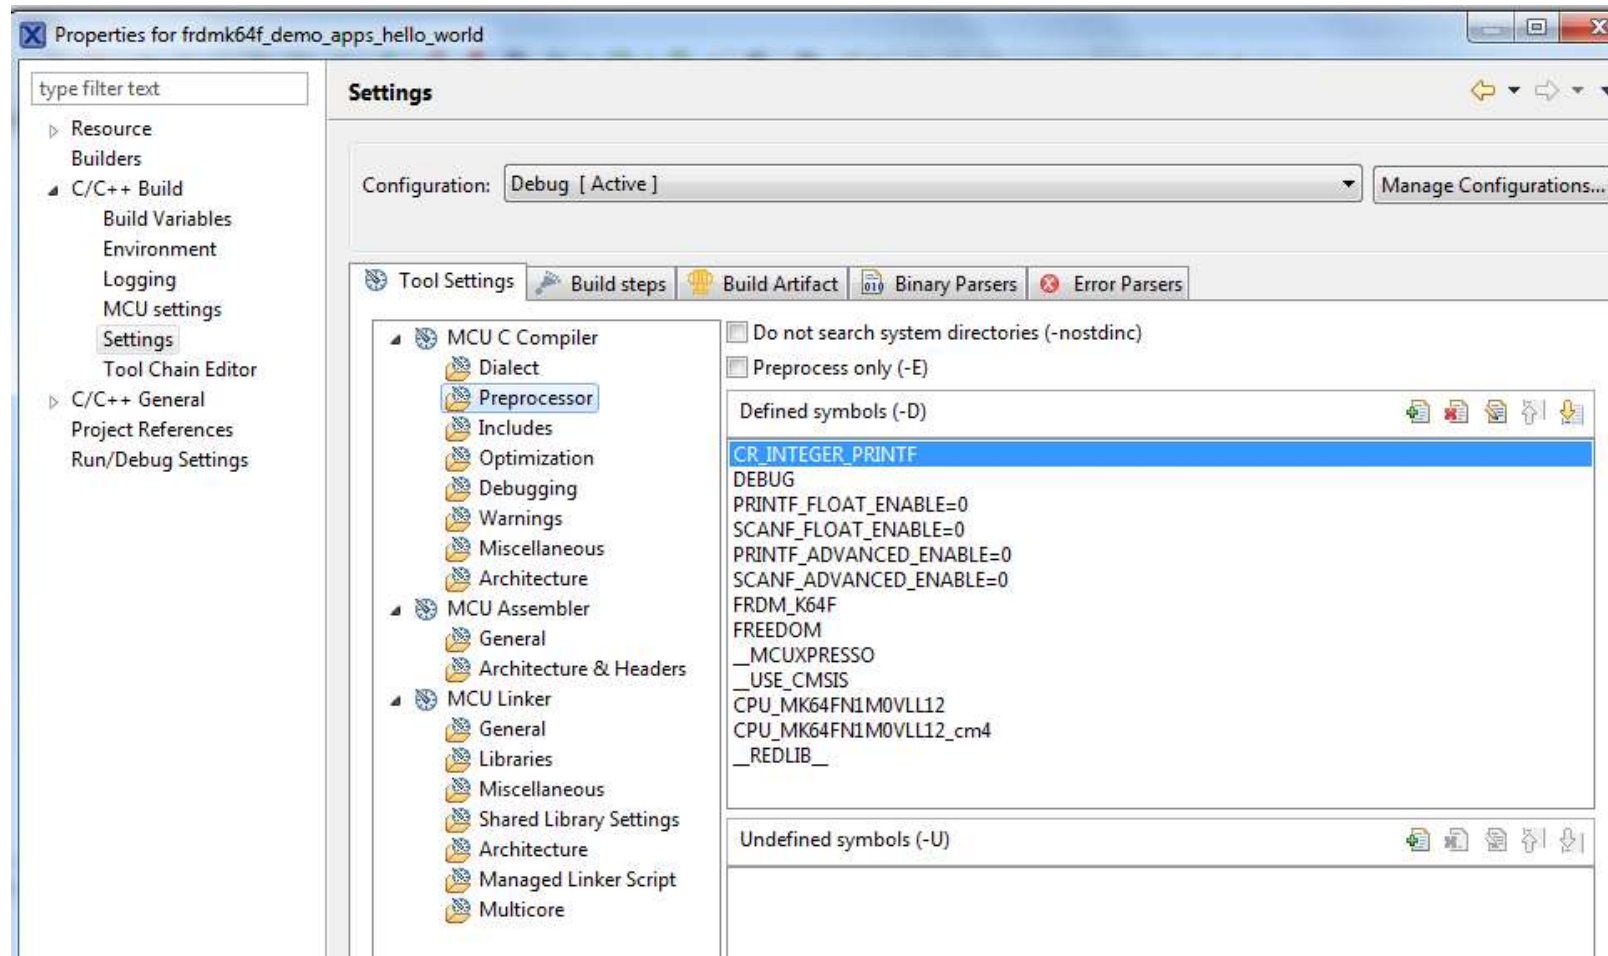 Properties for frdmk64f_demo_apps_hello_world
type filter text
Resource
Builders
C/C++ Build
Build Variables
Environment
Logging
MCU settings
Settings
Tool Chain Editor
C/C++ General
Project References
Run/Debug Settings
Settings
Configuration: Debug [ Active ] Manage Configurations...
Tool Settings Build steps Build Artifact Binary Parsers Error Parsers
MCU C Compiler
Dialect
Preprocessor
Includes
Optimization
Debugging
Warnings
Miscellaneous
Architecture
MCU Assembler
General
Architecture & Headers
MCU Linker
General
Libraries
Miscellaneous
Shared Library Settings
Architecture
Managed Linker Script
Multicore
Do not search system directories (-nostdinc)
Preprocess only (-E)
Defined symbols (-D)
CR_INTEGER_PRINTF
DEBUG
PRINTF_FLOAT_ENABLE=0
SCANF_FLOAT_ENABLE=0
PRINTF_ADVANCED_ENABLE=0
SCANF_ADVANCED_ENABLE=0
FRDM_K64F
FREEDOM
__MCUXPRESSO
__USE_CMSIS
CPU_MK64FN1M0VLL12
CPU_MK64FN1M0VLL12_cm4
__REDLIB__
Undefined symbols (-U)